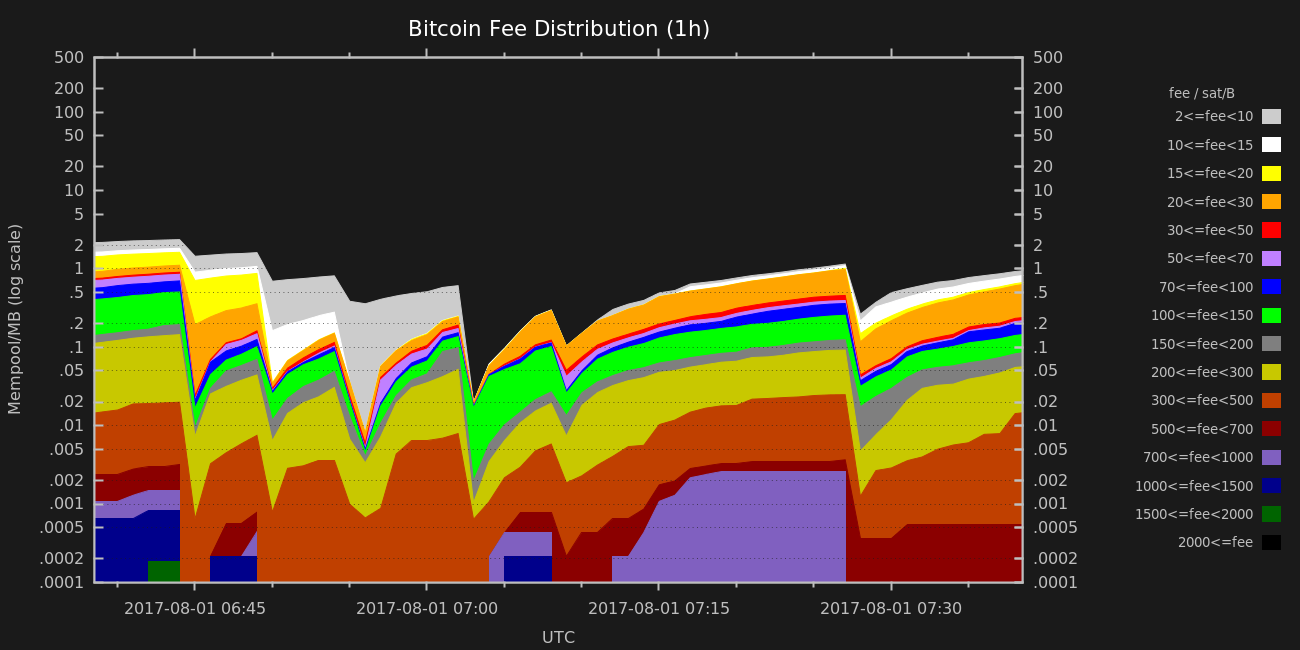 Bitcoin Fee Distribution (1h)
Mempool/MB (log scale)
500
200
100
50
20
10
5
2
1
.5
.2
.1
.05
.02
.01
.005
.002
.001
.0005
.0002
.0001
500
200
100
50
20
10
5
2
1
.5
.2
.1
.05
.02
.01
.005
.002
.001
.0005
.0002
.0001
2017-08-01 06:45
2017-08-01 07:00
2017-08-01 07:15
2017-08-01 07:30
UTC
fee / sat/B
2<=fee<10
10<=fee<15
15<=fee<20
20<=fee<30
30<=fee<50
50<=fee<70
70<=fee<100
100<=fee<150
150<=fee<200
200<=fee<300
300<=fee<500
500<=fee<700
700<=fee<1000
1000<=fee<1500
1500<=fee<2000
2000<=fee